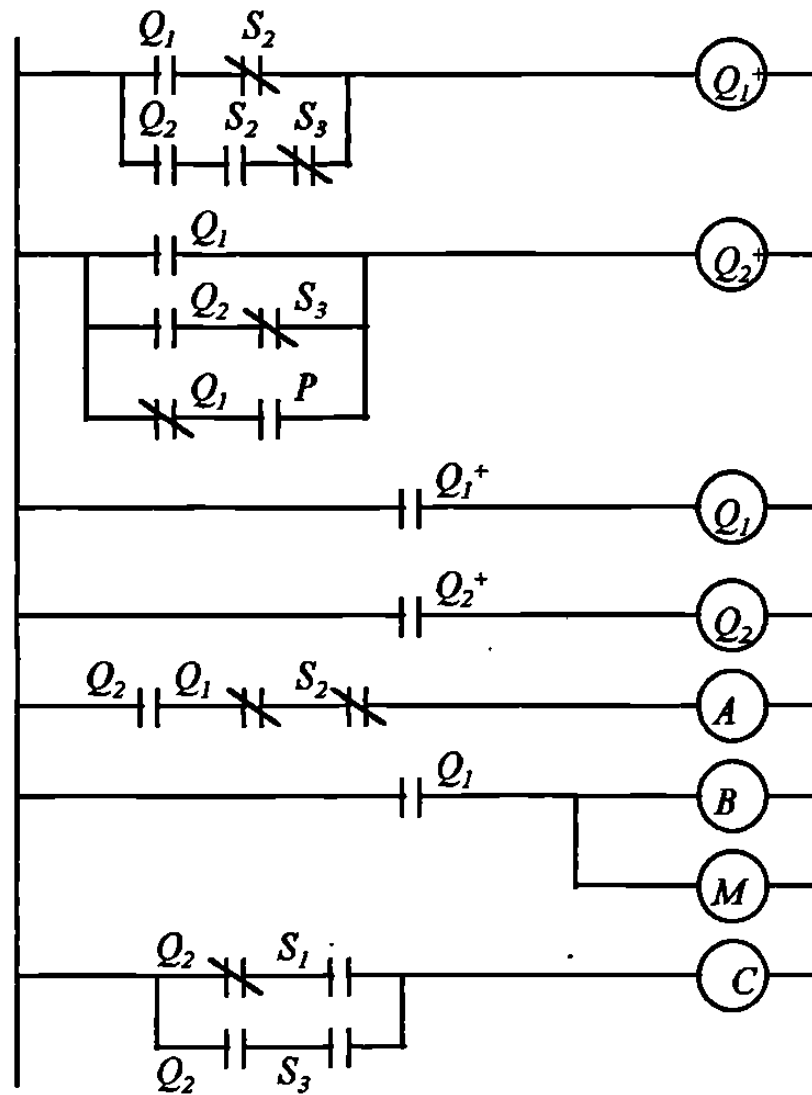 Q₁ S₂ Q₁⁺
Q₂ S₂ S₃
Q₁ Q₂⁺
Q₂ S₃
Q₁ P
Q₁⁺ Q₁
Q₂⁺ Q₂
Q₂ Q₁ S₂ A
Q₁ B
M
Q₂ S₁ C
Q₂ S₃